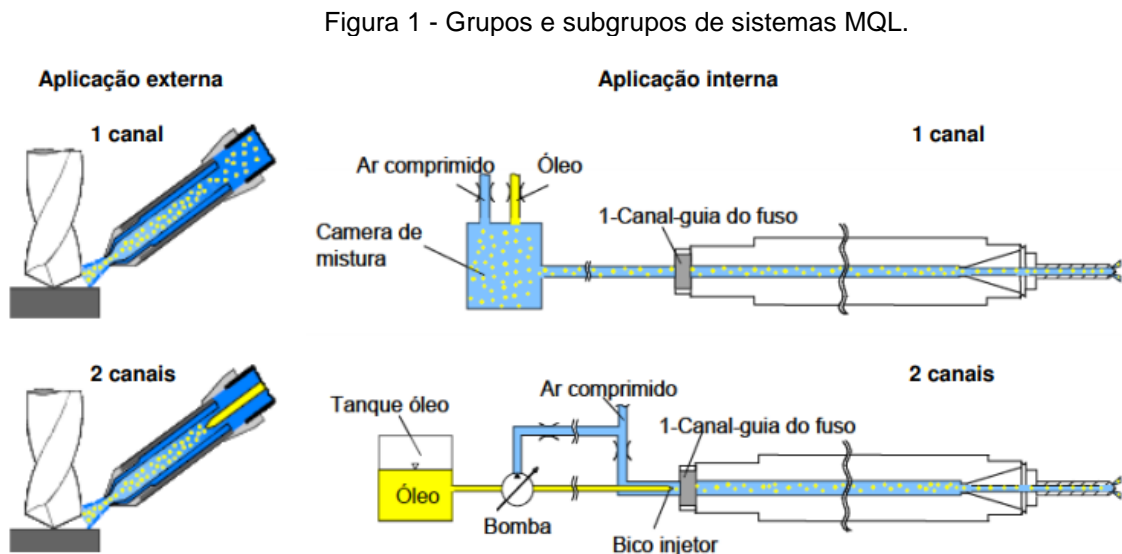 Figura 1 - Grupos e subgrupos de sistemas MQL.
Aplicação externa
Aplicação interna
1 canal
1 canal
Ar comprimido
Óleo
1-Canal-guia do fuso
Camera de
mistura
2 canais
2 canais
Ar comprimido
Tanque óleo
1-Canal-guia do fuso
Óleo
Bomba
Bico injetor